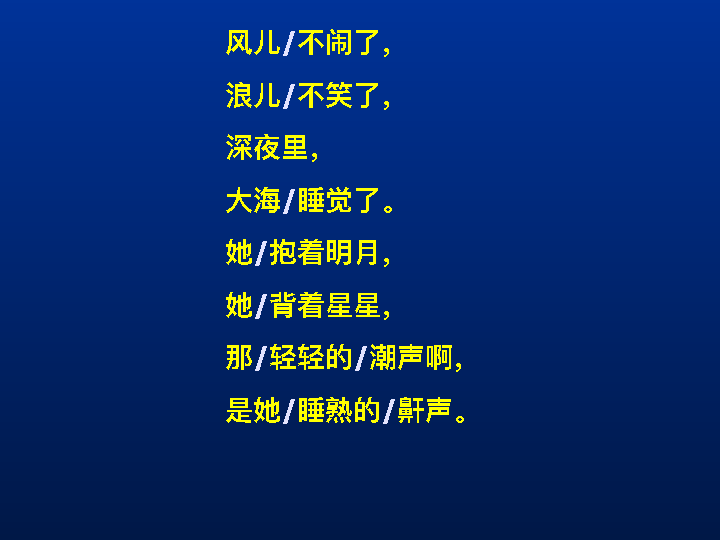 风儿/不闹了，
浪儿/不笑了，
深夜里，
大海/睡觉了。
她/抱着明月，
她/背着星星，
那/轻轻的/潮声啊，
是她/睡熟的/鼾声。